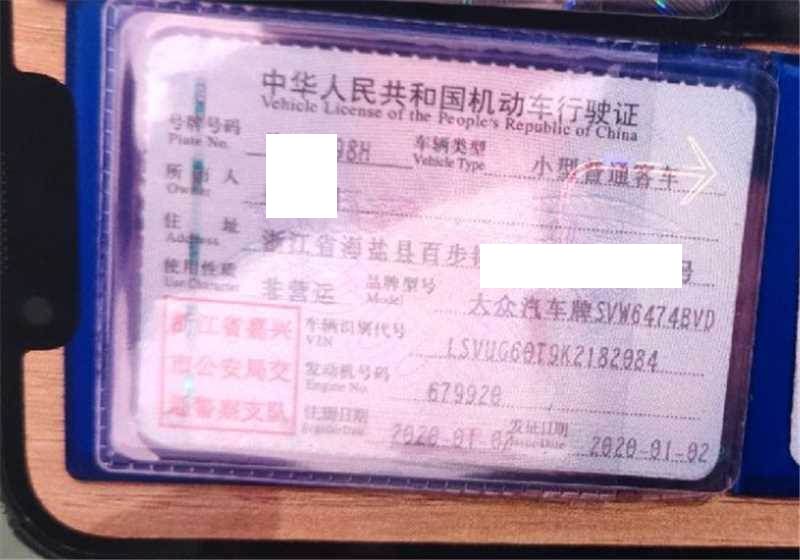 中华人民共和国机动车行驶证
Vehicle License of the People's Republic of China
号牌号码 98H 车辆类型 小型普通客车
Plate No. Vehicle Type
所有人
Owner
住址 浙江省海盐县百步 号
Address
使用性质 非营运 品牌型号 大众汽车牌SVW6474BVD
Use Character Model
浙江省嘉兴
市公安局交
通警察支队
车辆识别代号 LSVUG60T9K2182084
VIN
发动机号码 679920
Engine No.
注册日期 2020-01-02 发证日期 2020-01-02
Register Date Issue Date